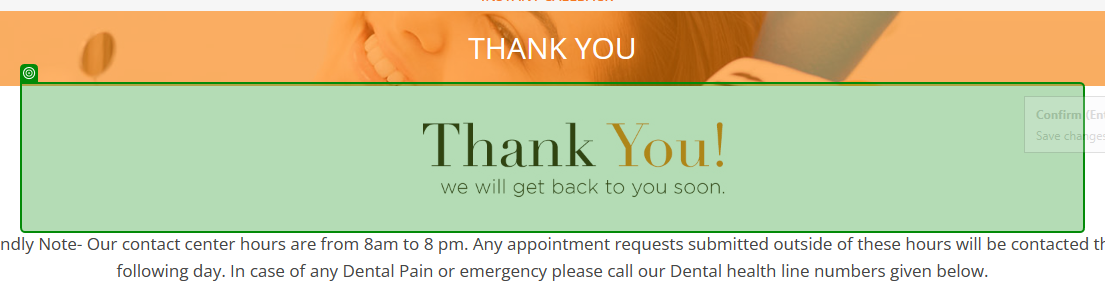 INSTANT CALLBACK
THANK YOU
Confirm (Ent
Save changes
Thank You!
we will get back to you soon.
ndly Note- Our contact center hours are from 8am to 8 pm. Any appointment requests submitted outside of these hours will be contacted th
following day. In case of any Dental Pain or emergency please call our Dental health line numbers given below.